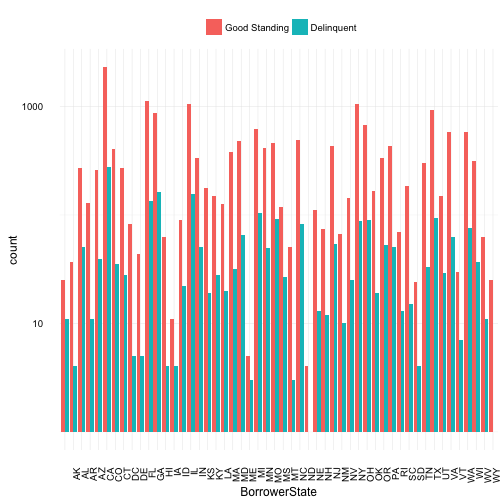 Good Standing Delinquent
1000
10
count
AK AL AR AZ CA CO CT DC DE FL GA HI IA ID IL IN KS KY LA MA MD ME MI MN MO MS MT NC ND NE NH NJ NM NV NY OH OK OR PA RI SC SD TN TX UT VA VT WA WI WV WY
BorrowerState